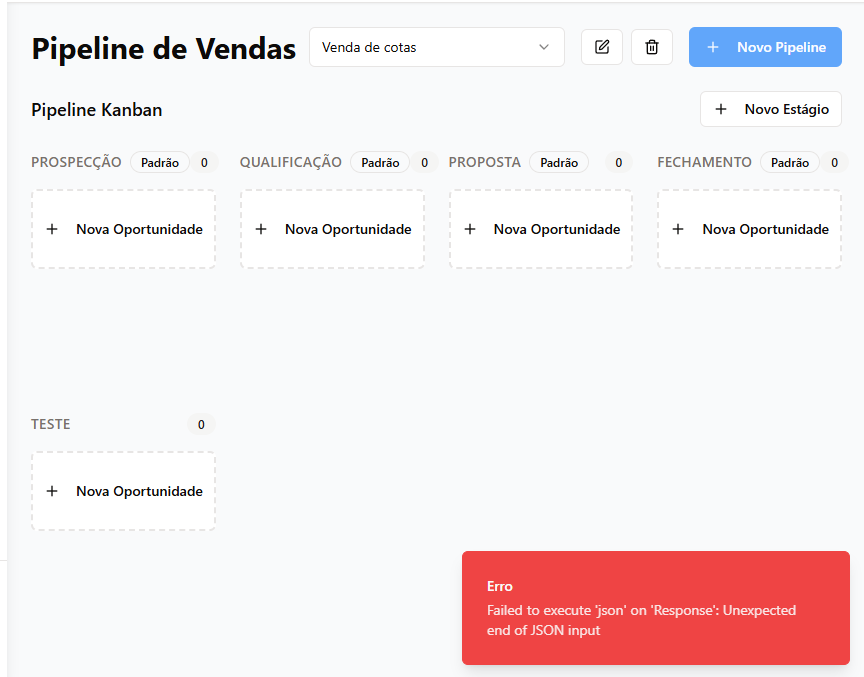 Pipeline de Vendas
Venda de cotas
Novo Pipeline
Pipeline Kanban
Novo Estágio
PROSPECÇÃO Padrão 0
QUALIFICAÇÃO Padrão 0
PROPOSTA Padrão 0
FECHAMENTO Padrão 0
+ Nova Oportunidade
+ Nova Oportunidade
+ Nova Oportunidade
+ Nova Oportunidade
TESTE 0
+ Nova Oportunidade
Erro
Failed to execute 'json' on 'Response': Unexpected
end of JSON input